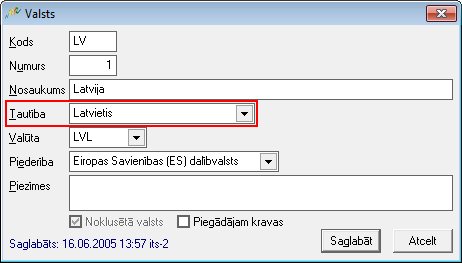 Valsts
Kods LV
Numurs 1
Nosaukums Latvija
Tautība Latvietis
Valūta LVL
Piederība Eiropas Savienības (ES) dalībvalsts
Piezīmes
Noklusētā valsts Piegādājam kravas
Saglabāts: 16.06.2005 13:57 its-2 Saglabāt Atcelt